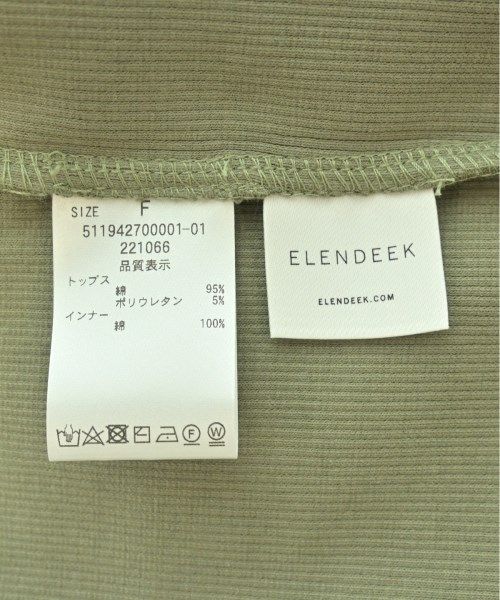 SIZE F
511942700001-01
221066
品質表示
トップス
綿 95%
ポリウレタン 5%
インナー
綿 100%
F W
ELENDEEK
ELENDEEK.COM